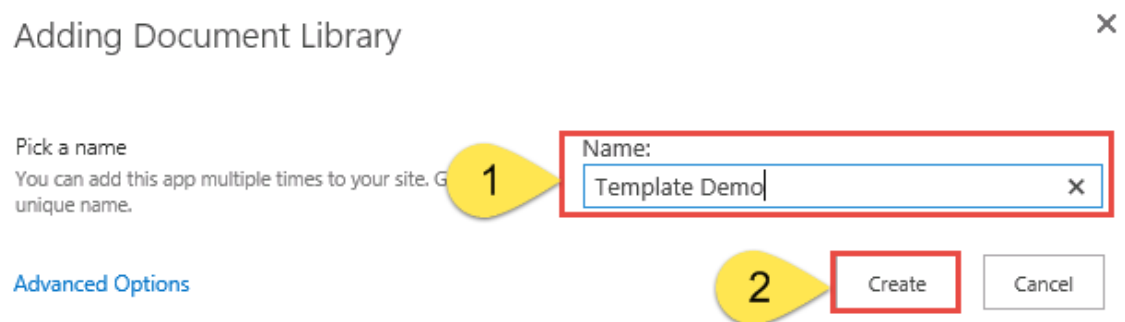 Adding Document Library
Pick a name
Name:
You can add this app multiple times to your site. G
unique name.
1
Template Demo
Advanced Options
2
Create
Cancel